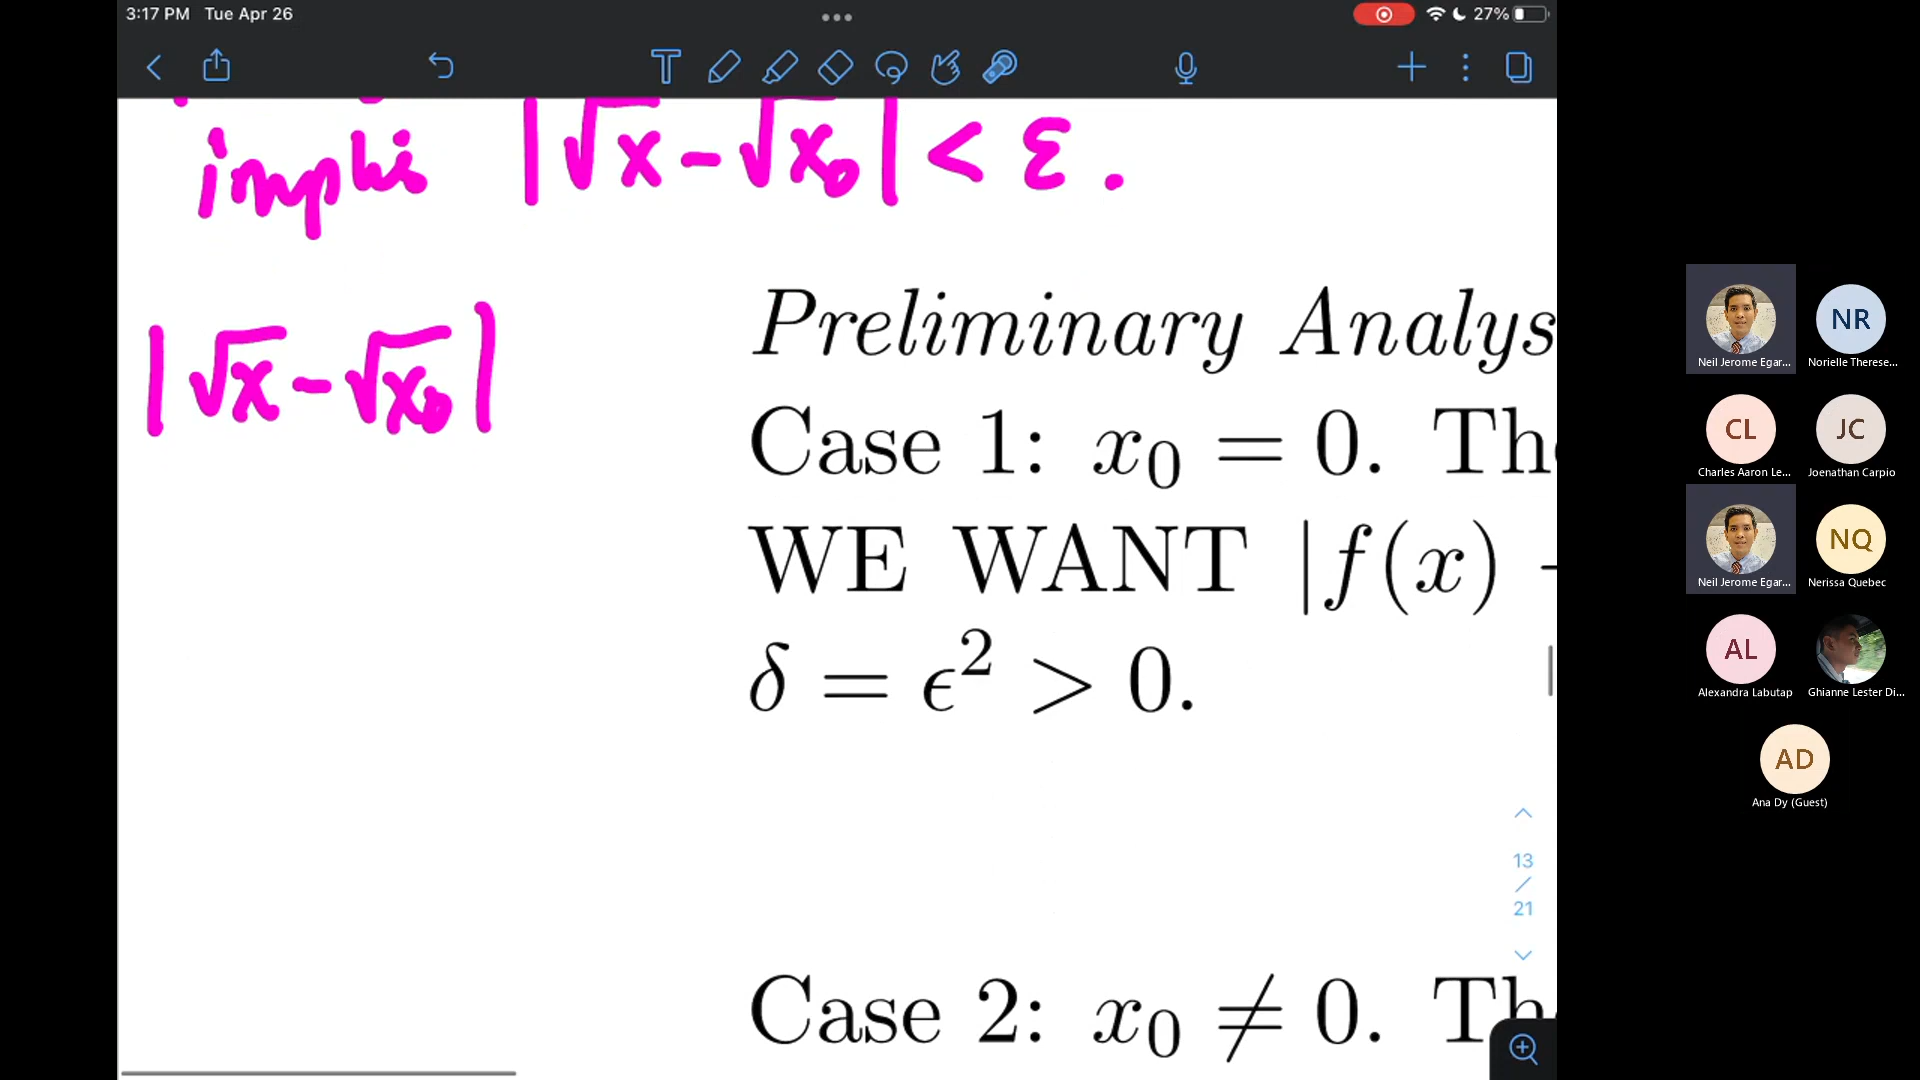 3:17 PM Tue Apr 26
27%
implis |√x - √x₀| < ε .
|√x - √x₀|
Preliminary Analys
Case 1: x₀ = 0. Th
WE WANT |f(x) -
δ = ϵ² > 0.
Case 2: x₀ ≠ 0. Th
13
/
21
T
Neil Jerome Egar...
NR
Norielle Therese...
CL
Charles Aaron Le...
JC
Joenathan Carpio
Neil Jerome Egar...
NQ
Nerissa Quebec
AL
Alexandra Labutap
Ghianne Lester Di...
AD
Ana Dy (Guest)